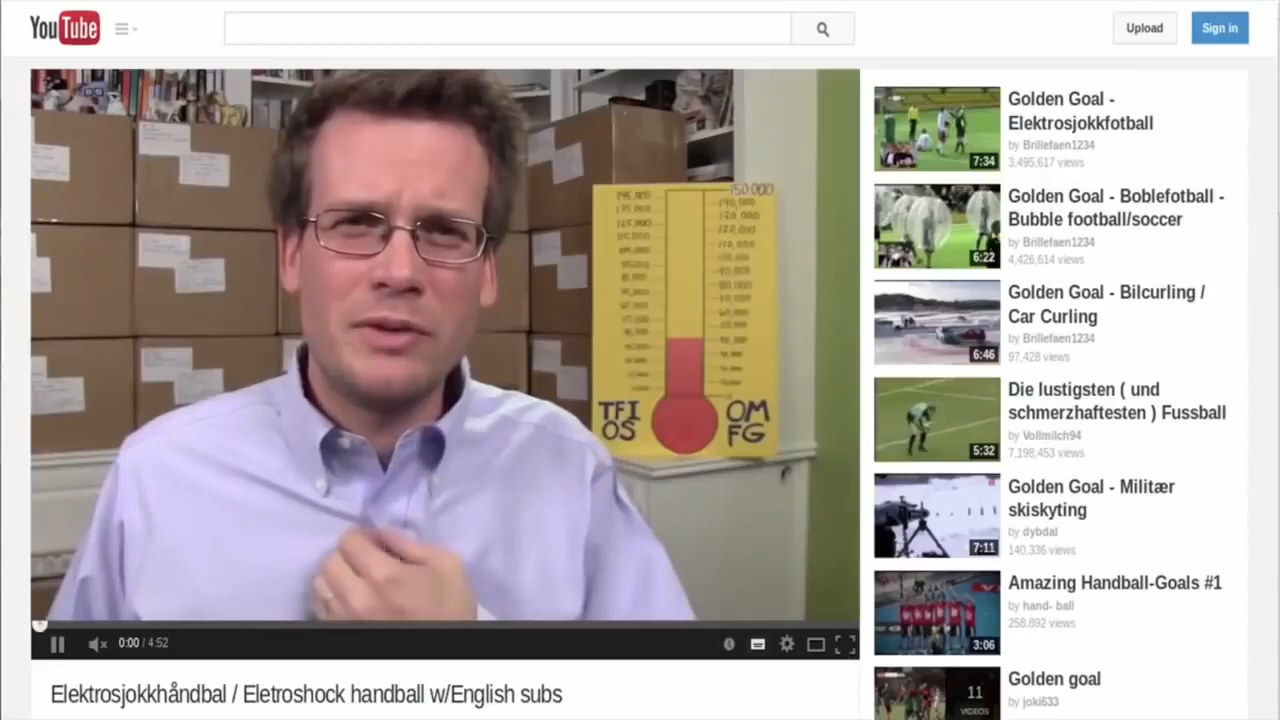 YouTube
Upload
Sign in
150,000
TFI
OS
OM
FG
0:00 / 4:52
Elektrosjokkhåndbal / Eletroshock handball w/English subs
7:34
Golden Goal -
Elektrosjokkfotball
by Brillefaen1234
3,495,617 views
6:22
Golden Goal - Boblefotball -
Bubble football/soccer
by Brillefaen1234
4,426,614 views
6:46
Golden Goal - Bilcurling /
Car Curling
by Brillefaen1234
97,428 views
5:32
Die lustigsten ( und
schmerzhaftesten ) Fussball
by Vollmilch94
7,198,453 views
7:11
Golden Goal - Militær
skiskyting
by dybdal
140,336 views
3:06
Amazing Handball-Goals #1
by hand- ball
258,892 views
11
VIDEOS
Golden goal
by joki633